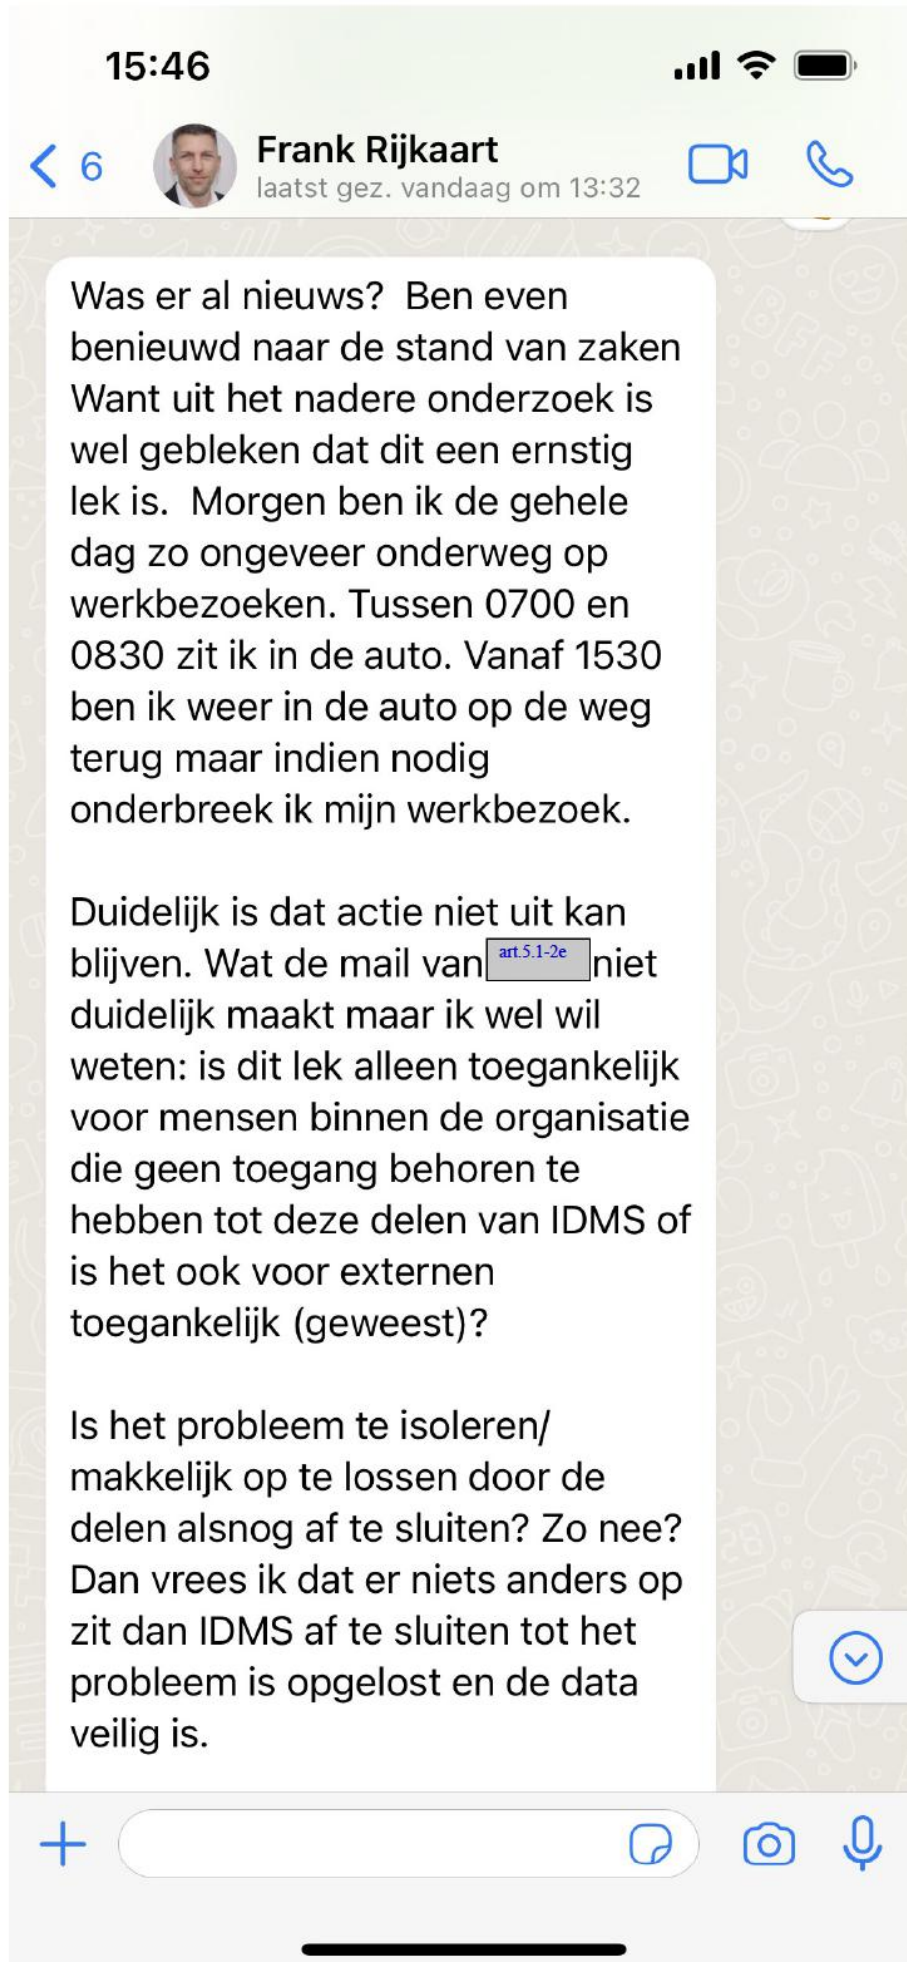 15:46
6
Frank Rijkaart
laatst gez. vandaag om 13:32
Was er al nieuws?  Ben even
benieuwd naar de stand van zaken
Want uit het nadere onderzoek is
wel gebleken dat dit een ernstig
lek is.  Morgen ben ik de gehele
dag zo ongeveer onderweg op
werkbezoeken. Tussen 0700 en
0830 zit ik in de auto. Vanaf 1530
ben ik weer in de auto op de weg
terug maar indien nodig
onderbreek ik mijn werkbezoek.
Duidelijk is dat actie niet uit kan
blijven. Wat de mail van art.5.1-2e niet
duidelijk maakt maar ik wel wil
weten: is dit lek alleen toegankelijk
voor mensen binnen de organisatie
die geen toegang behoren te
hebben tot deze delen van IDMS of
is het ook voor externen
toegankelijk (geweest)?
Is het probleem te isoleren/
makkelijk op te lossen door de
delen alsnog af te sluiten? Zo nee?
Dan vrees ik dat er niets anders op
zit dan IDMS af te sluiten tot het
probleem is opgelost en de data
veilig is.